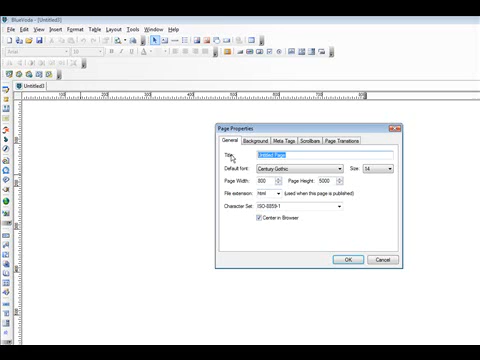 BlueVoda - [Untitled3]
File Edit View Insert Format Table Layout Tools Window Help
Arial 10
Untitled3
Page Properties
General Background Meta Tags Scrollbars Page Transitions
Title: Untitled Page
Default font: Century Gothic Size: 14
Page Width: 800 Page Height: 5000
File extension: html (used when this page is published)
Character Set: ISO-8859-1
Center in Browser
OK Cancel